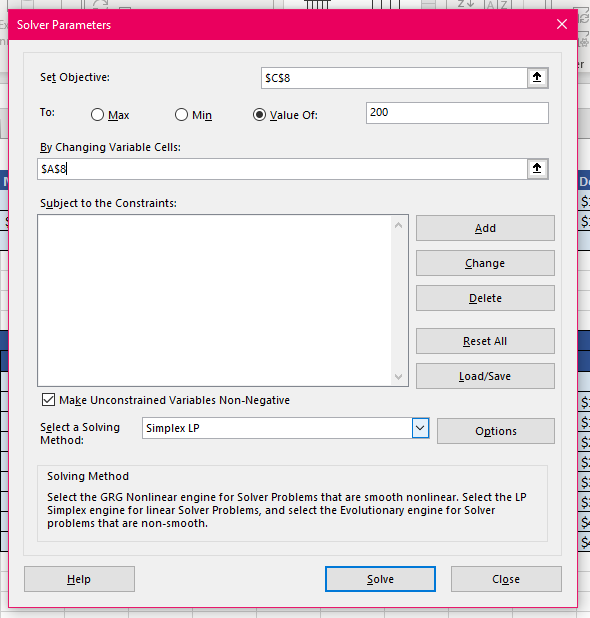 Solver Parameters
Set Objective:
$C$8
To:
Max
Min
Value Of:
200
By Changing Variable Cells:
$A$8
Subject to the Constraints:
Add
Change
Delete
Reset All
Load/Save
Make Unconstrained Variables Non-Negative
Select a Solving
Method:
Simplex LP
Options
Solving Method
Select the GRG Nonlinear engine for Solver Problems that are smooth nonlinear. Select the LP
Simplex engine for linear Solver Problems, and select the Evolutionary engine for Solver
problems that are non-smooth.
Help
Solve
Close